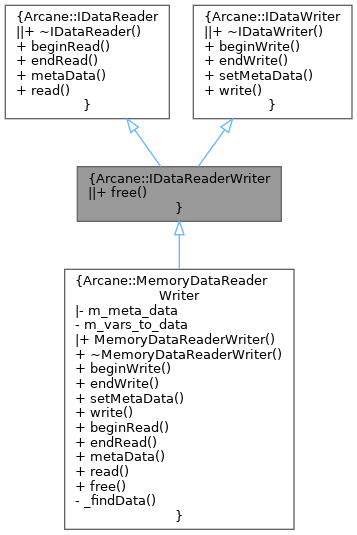 {Arcane::IDataReader
||+ ~IDataReader()
+ beginRead()
+ endRead()
+ metaData()
+ read()
}
{Arcane::IDataWriter
||+ ~IDataWriter()
+ beginWrite()
+ endWrite()
+ setMetaData()
+ write()
}
{Arcane::IDataReaderWriter
||+ free()
}
{Arcane::MemoryDataReader
Writer
|- m_meta_data
- m_vars_to_data
|+ MemoryDataReaderWriter()
+ ~MemoryDataReaderWriter()
+ beginWrite()
+ endWrite()
+ setMetaData()
+ write()
+ beginRead()
+ endRead()
+ metaData()
+ read()
+ free()
- _findData()
}